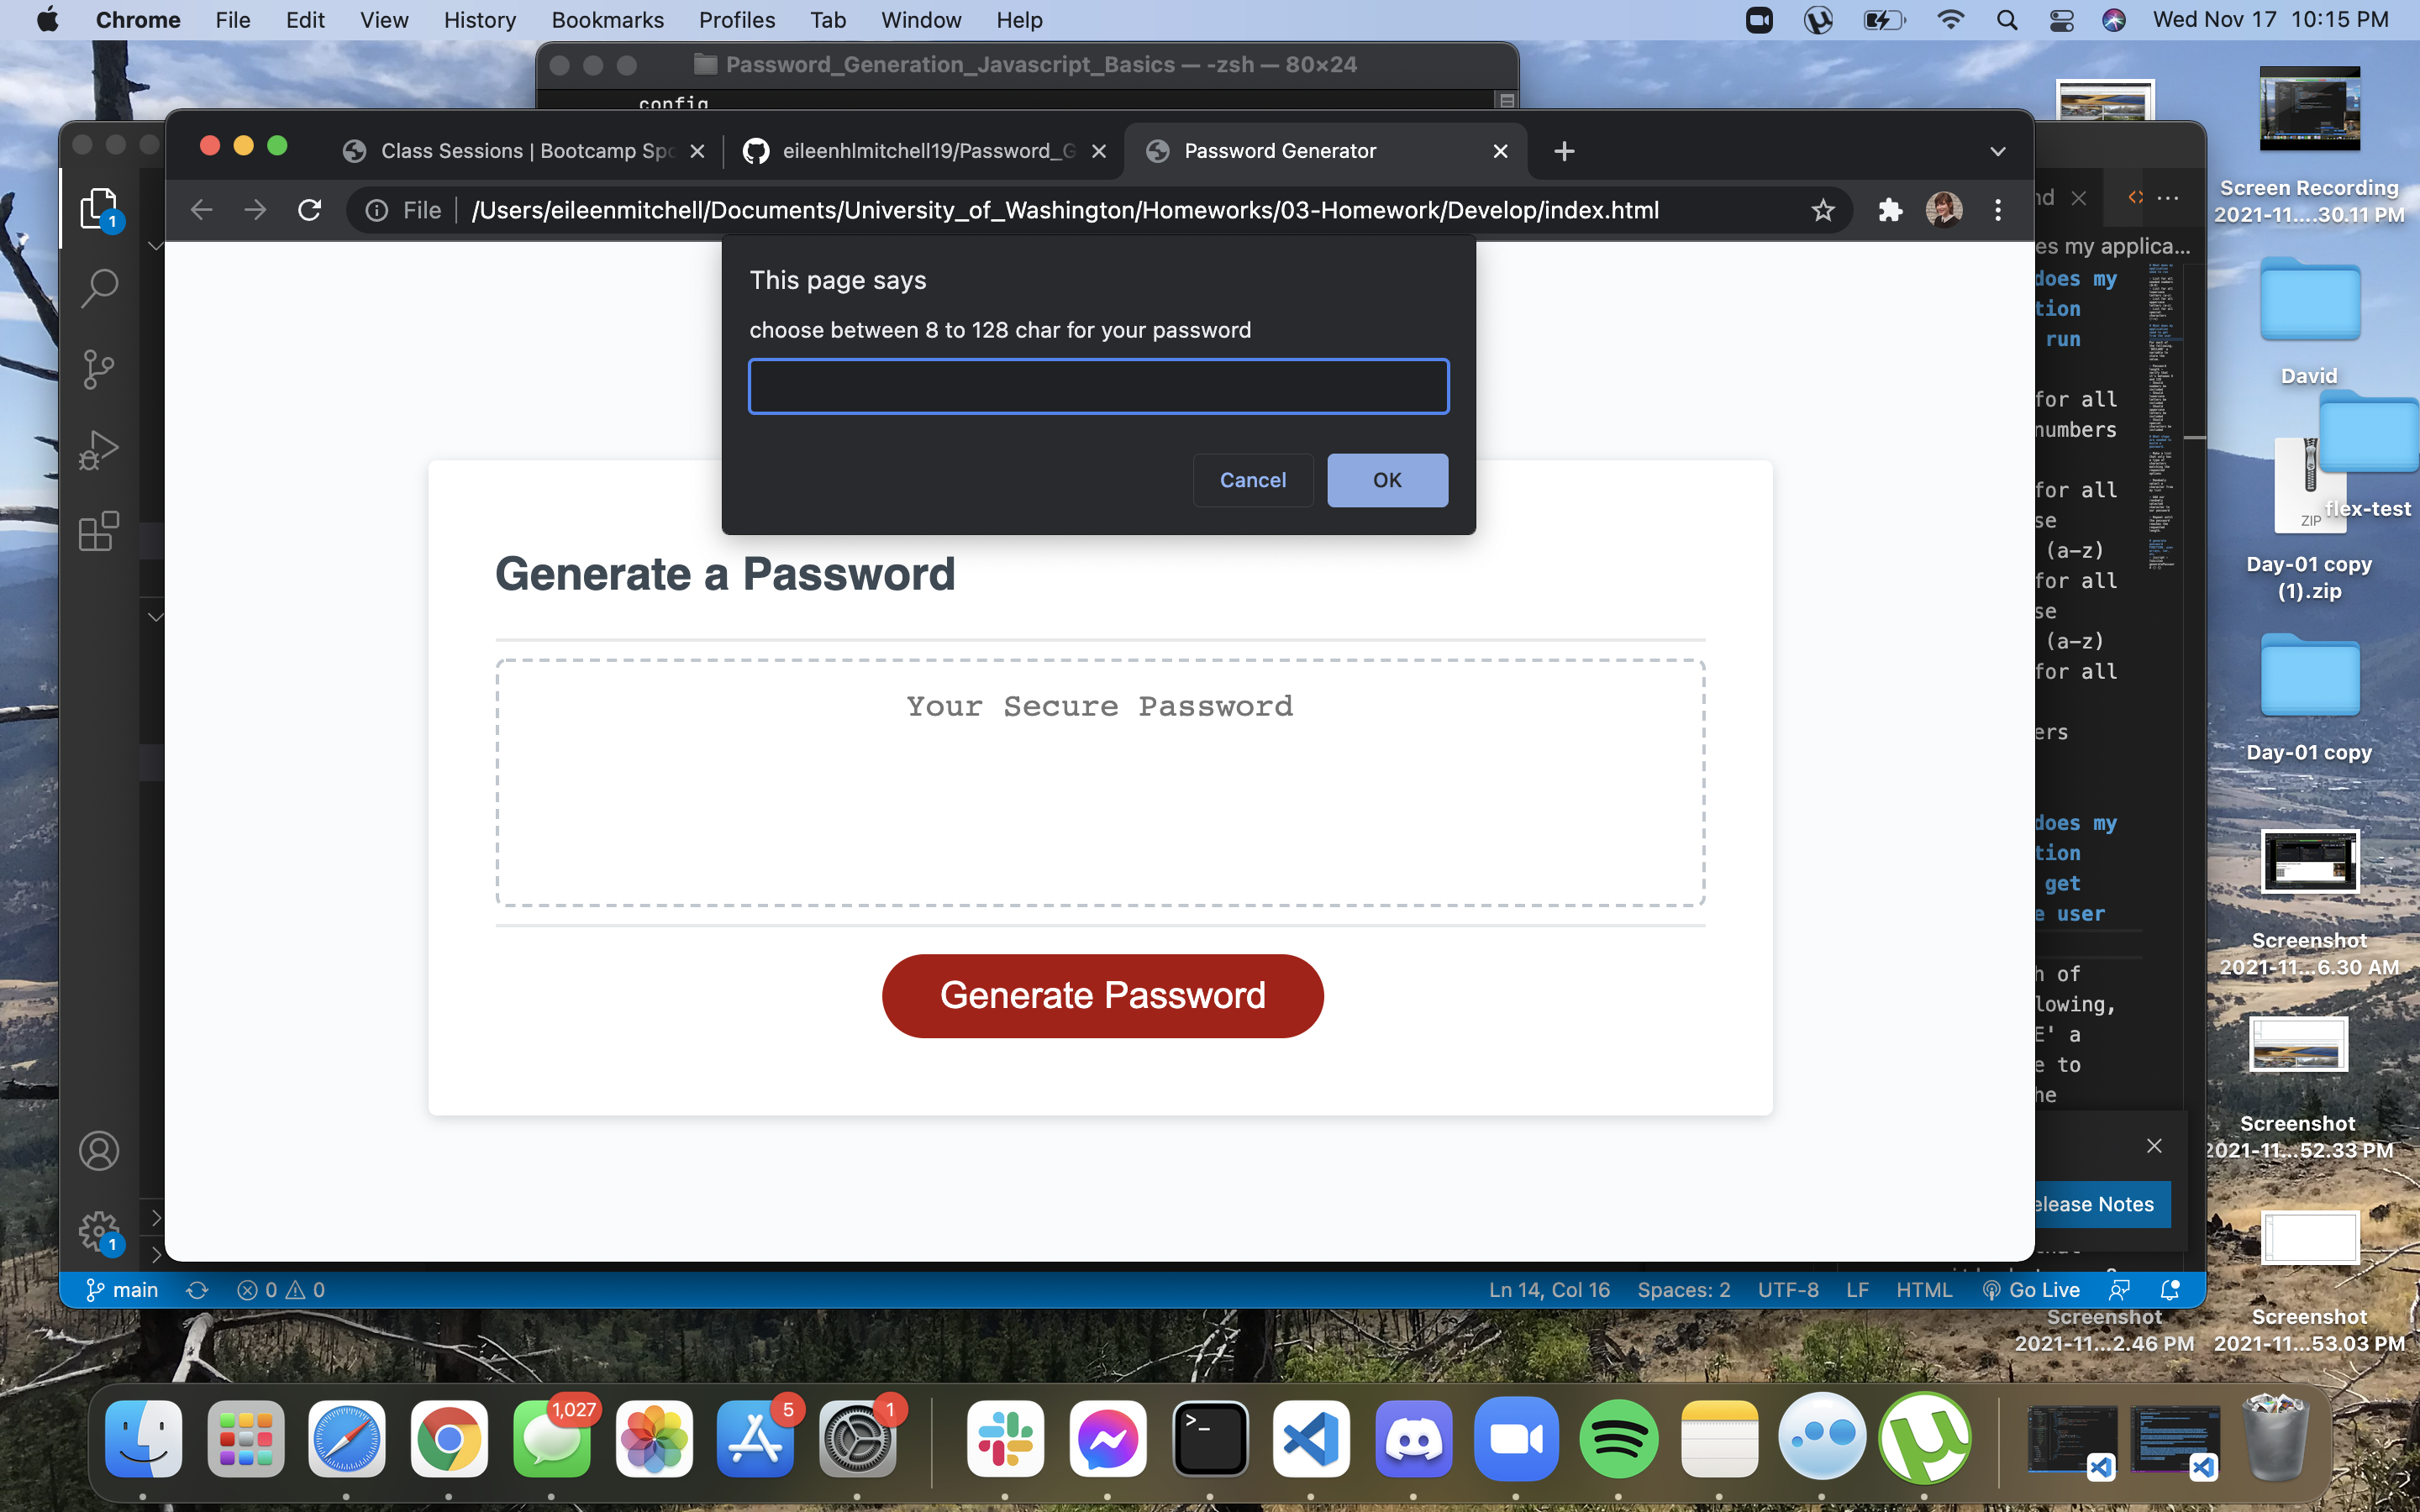 Chrome File Edit View History Bookmarks Profiles Tab Window Help
Wed Nov 17 10:15 PM
Password_Generation_Javascript_Basics — -zsh — 80×24
config
Class Sessions | Bootcamp Spo
eileenhlmitchell19/Password_G
Password Generator
File /Users/eileenmitchell/Documents/University_of_Washington/Homeworks/03-Homework/Develop/index.html
This page says
choose between 8 to 128 char for your password
Cancel
OK
Generate a Password
Your Secure Password
Generate Password
1
1
nd
es my applica...
does my
tion
run
for all
numbers
for all
se
(a-z)
for all
se
(a-z)
for all
ers
does my
tion
get
e user
h of
lowing,
E' a
e to
he
elease Notes
main
0
0
Ln 14, Col 16
Spaces: 2
UTF-8
LF
HTML
Go Live
Screen Recording
2021-11....30.11 PM
David
flex-test
ZIP
Day-01 copy
(1).zip
Day-01 copy
Screenshot
2021-11...6.30 AM
Screenshot
2021-11...52.33 PM
Screenshot
2021-11...2.46 PM
Screenshot
2021-11...53.03 PM
1,027
5
1